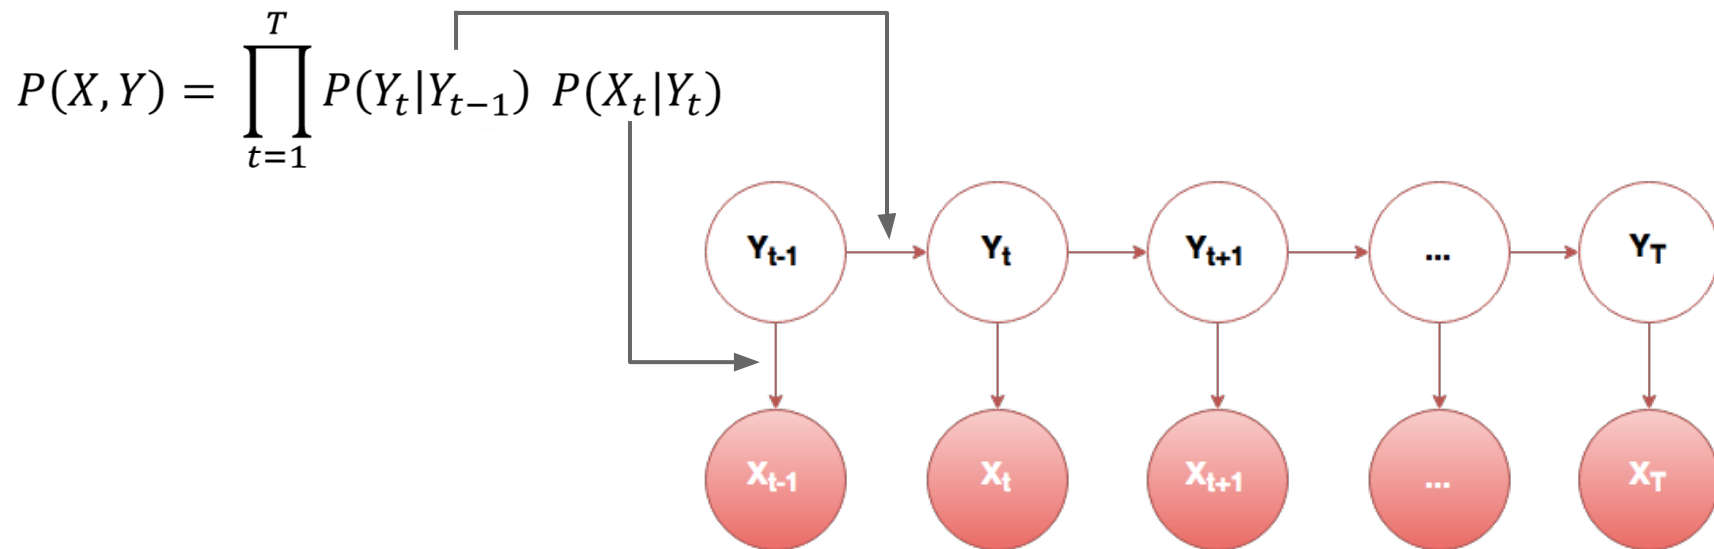 T
P(X, Y) = ∏ P(Y_t|Y_{t−1}) P(X_t|Y_t)
t=1
Y_{t-1} Y_t Y_{t+1} ... Y_T
X_{t-1} X_t X_{t+1} ... X_T